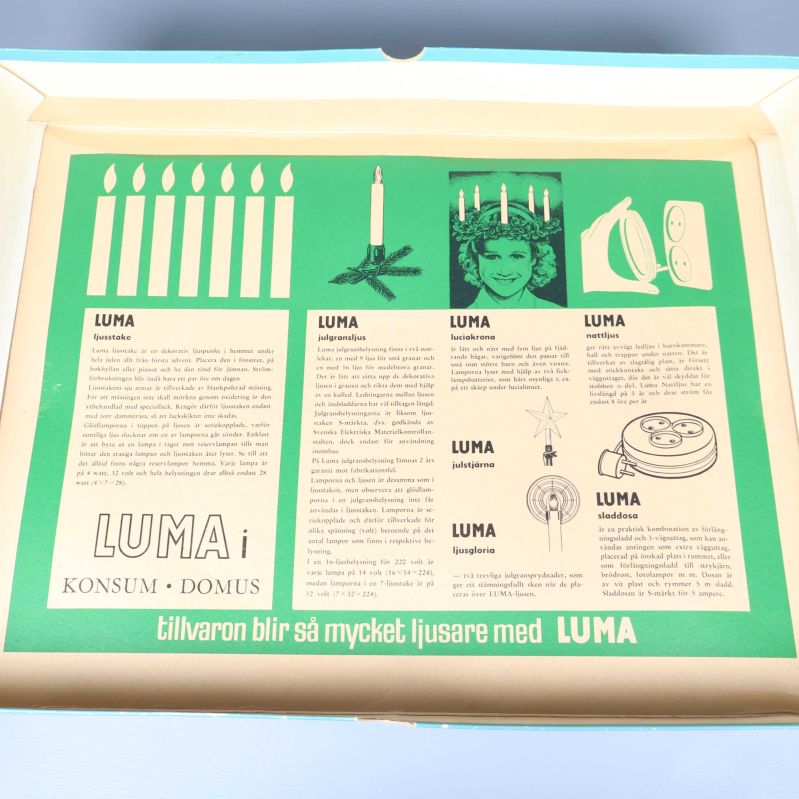 LUMA
ljusstake
Luma ljusstake är en dekorativ ljuspunkt i hemmet under
hela julen allt från första advent. Placera den i fönstret, på
bokhyllan eller pianot och ha den tänd för jämnan. Ström-
förbrukningen blir ändå bara ett par öre om dagen.
Ljusstakens sju armar är tillverkade av blankpolerad mässing.
För att mässingen inte skall mörkna genom oxidering är den
ytbehandlad med speciallack. Rengör därför ljusstaken endast
med torr dammtrasa, så att lackskiktet inte skadas.
Glödlamporna i toppen på ljusen är seriekopplade, varför
samtliga ljus slocknar om en av lamporna går sönder. Enklast
är att byta ut en lampa i taget mot reservlampan tills man
hittar den trasiga lampan och ljusstaken åter lyser. Se till att
det alltid finns några reservlampor hemma. Varje lampa är
på 4 watt, 32 volt och hela belysningen drar alltså endast 28
watt (4×7=28).
LUMA i
KONSUM · DOMUS
LUMA
julgransljus
Luma julgransbelysning finns i två stor-
lekar, en med 9 ljus för små granar och
en med 16 ljus för medelstora granar.
Det är lätt att sätta upp de dekorativa
ljusen i granen och rikta dem med hjälp
av en kulled. Ledningarna mellan ljusen
och ändsladdarna har väl tilltagen längd.
Julgransbelysningarna är liksom ljus-
staken S-märkta, dvs. godkända av
Svenska Elektriska Materielkontrollan-
stalten, dock endast för användning
inomhus
På Luma julgransbelysning lämnas 2 års
garanti mot fabrikationsfel.
Lamporna och ljusen är desamma som i
ljusstaken, men observera att glödlam-
porna i en julgransbelysning inte får
användas i ljusstaken. Lamporna är se-
riekopplade och därför tillverkade för
olika spänning (volt) beroende på det
antal lampor som finns i respektive be-
lysning.
I en 16-ljusbelysning för 220 volt är
varje lampa på 14 volt (16×14=224),
medan lamporna i en 7-ljusstake är på
32 volt (7×32=224).
LUMA
luciakrona
är lätt och nätt med fem ljus på fjäd-
rande bågar, varigenom den passar till
små som större barn och även vuxna.
Lamporna lyser med hjälp av två fick-
lampsbatterier, som bärs osynligt t. ex.
på ett skärp under lucialinnet.
LUMA
julstjärna
LUMA
ljusgloria
— två trevliga julgransprydnader, som
ger ett stämningsfullt sken när de pla-
ceras över LUMA-ljusen.
LUMA
nattljus
ger rätt avvägt ledljus i barnkammare,
hall och trappor under natten. Det är
tillverkat av slagtålig plast, är försett
med stickkontakt och sätts direkt i
vägguttaget, där det är väl skyddat för
stötar o. dyl. Luma Nattljus har en
livslängd på 5 år och drar ström för
endast 8 öre per år.
LUMA
sladdosa
är en praktisk kombination av förläng-
ningssladd och 3-vägguttag, som kan an-
vändas antingen som extra vägguttag,
placerad på önskad plats i rummet, eller
som förlängningssladd till strykjärn,
brödrost, fotolampor m m. Dosan är
av vit plast och rymmer 5 m sladd.
Sladdosan är S-märkt för 5 ampere.
tillvaron blir så mycket ljusare med LUMA